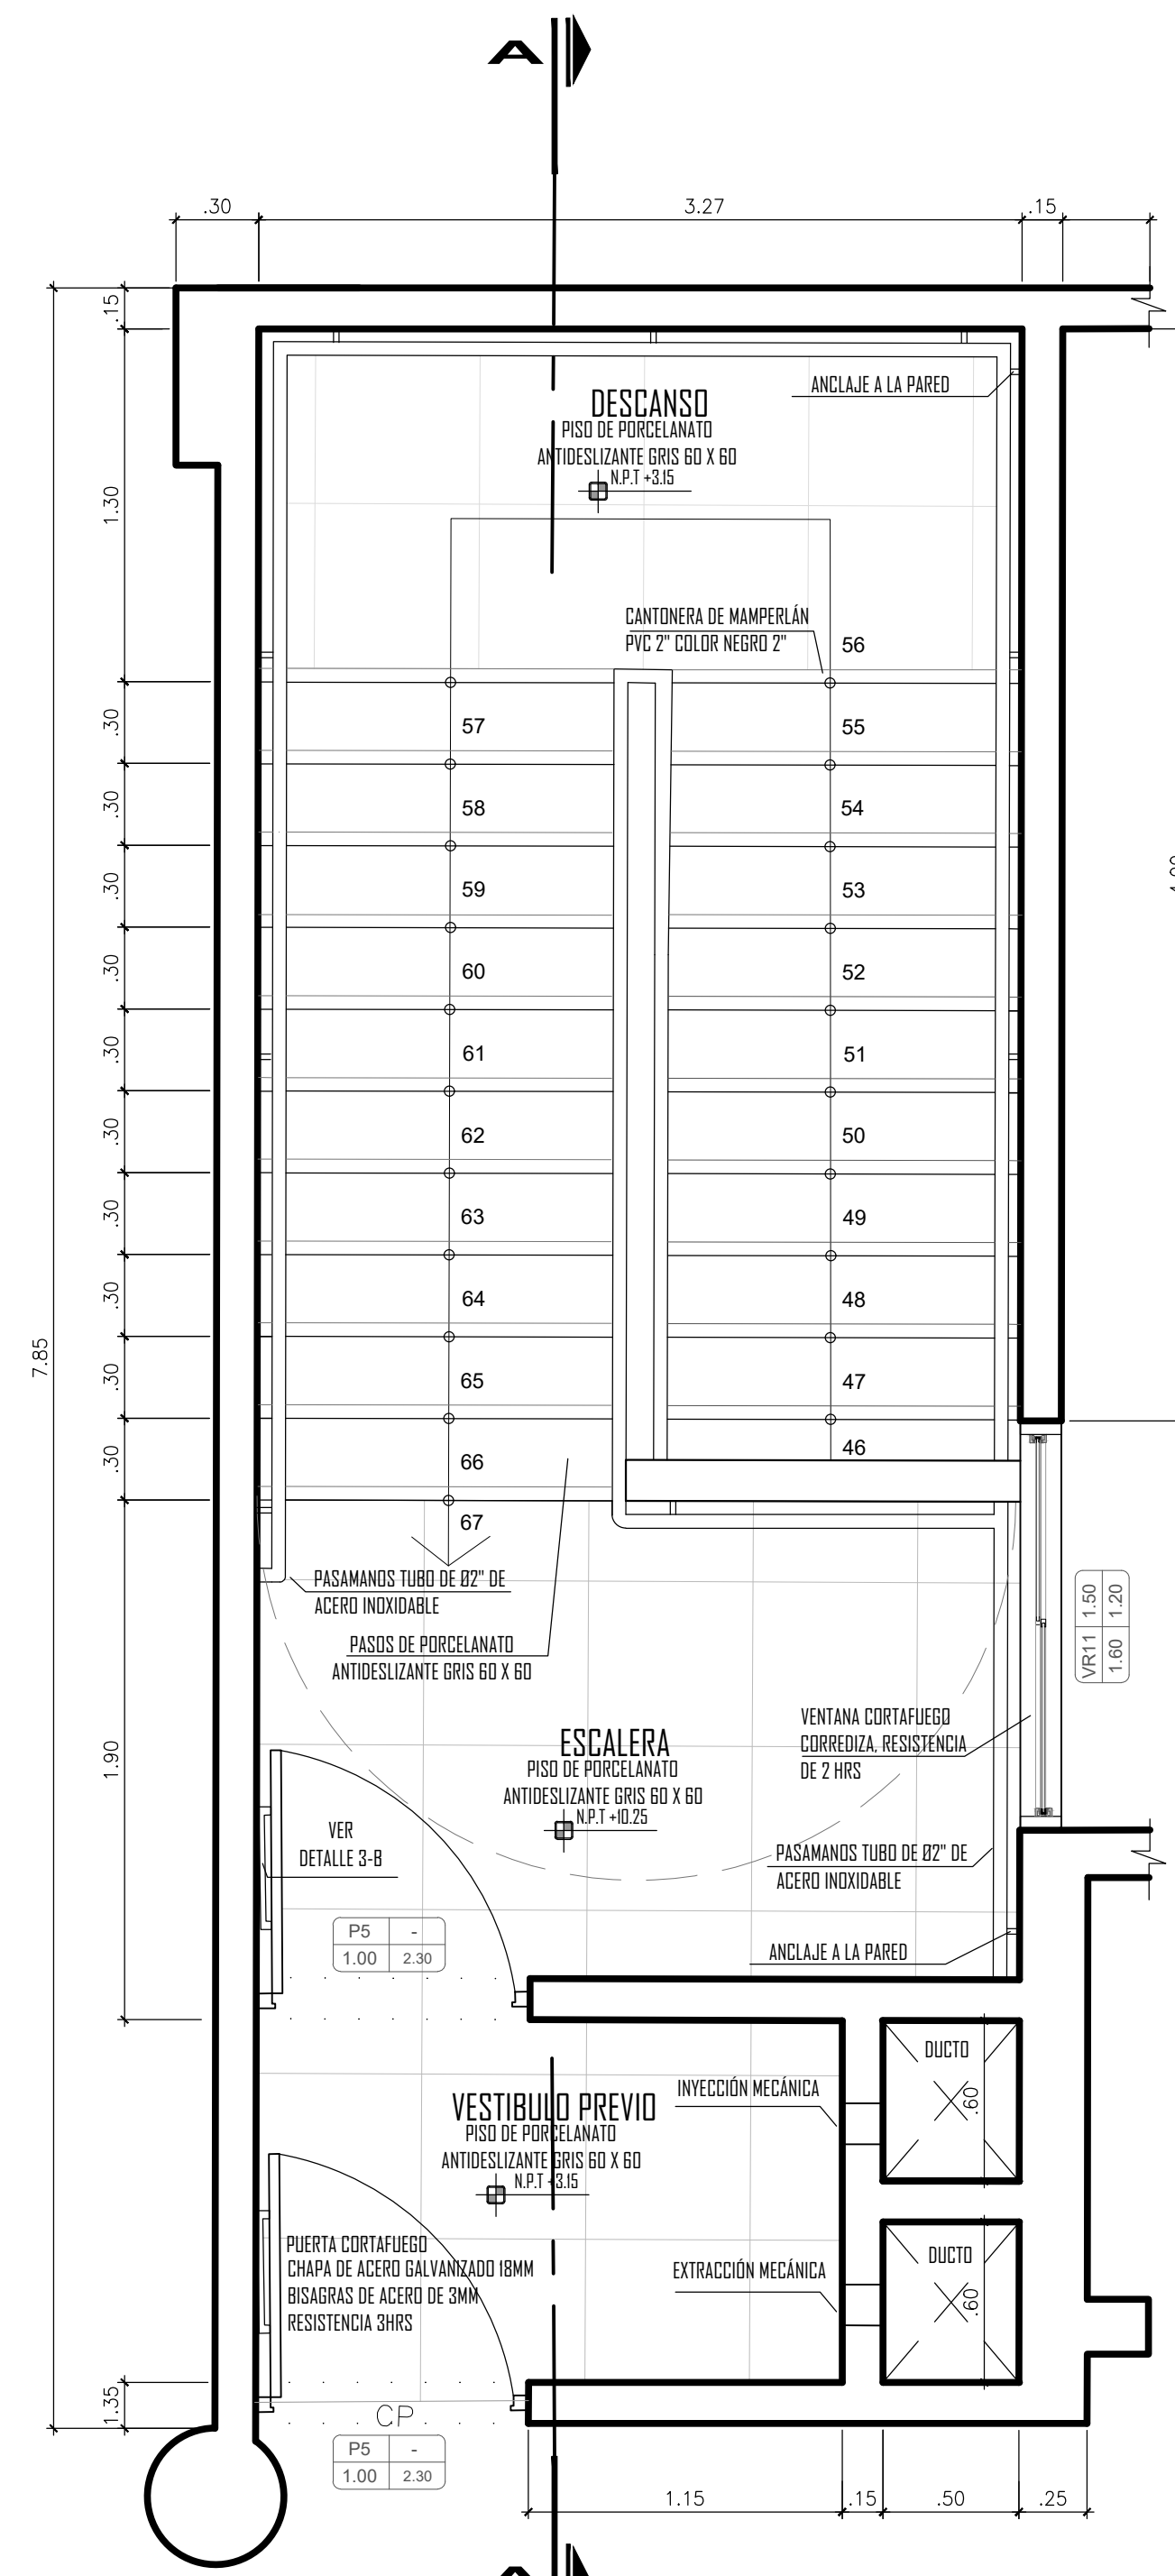 A
.30
3.27
.15
.15
1.30
.30
.30
.30
.30
.30
.30
.30
.30
.30
.30
1.90
1.35
7.85
DESCANSO
PISO DE PORCELANATO
ANTIDESLIZANTE GRIS 60 X 60
N.P.T +3.15
ANCLAJE A LA PARED
CANTONERA DE MAMPERLÁN
PVC 2" COLOR NEGRO 2"
56
57
55
58
54
59
53
60
52
61
51
62
50
63
49
64
48
65
47
66
46
67
PASAMANOS TUBO DE Ø2" DE
ACERO INOXIDABLE
PASOS DE PORCELANATO
ANTIDESLIZANTE GRIS 60 X 60
VR11 1.50
1.60 1.20
VENTANA CORTAFUEGO
CORREDIZA, RESISTENCIA
DE 2 HRS
ESCALERA
PISO DE PORCELANATO
ANTIDESLIZANTE GRIS 60 X 60
N.P.T +10.25
VER
DETALLE 3-B
PASAMANOS TUBO DE Ø2" DE
ACERO INOXIDABLE
P5 -
1.00 2.30
ANCLAJE A LA PARED
DUCTO
.60
INYECCIÓN MECÁNICA
VESTIBULO PREVIO
PISO DE PORCELANATO
ANTIDESLIZANTE GRIS 60 X 60
N.P.T +3.15
PUERTA CORTAFUEGO
CHAPA DE ACERO GALVANIZADO 18MM
BISAGRAS DE ACERO DE 3MM
RESISTENCIA 3HRS
DUCTO
.60
EXTRACCIÓN MECÁNICA
CP
P5 -
1.00 2.30
1.15
.15
.50
.25
A